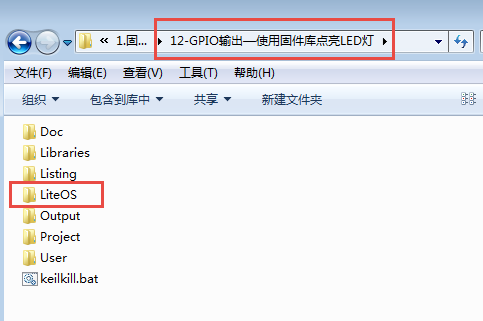 « 1.固... ▸ 12-GPIO输出—使用固件库点亮LED灯 ▸
文件(F) 编辑(E) 查看(V) 工具(T) 帮助(H)
组织 包含到库中 共享 新建文件夹
Doc
Libraries
Listing
LiteOS
Output
Project
User
keilkill.bat